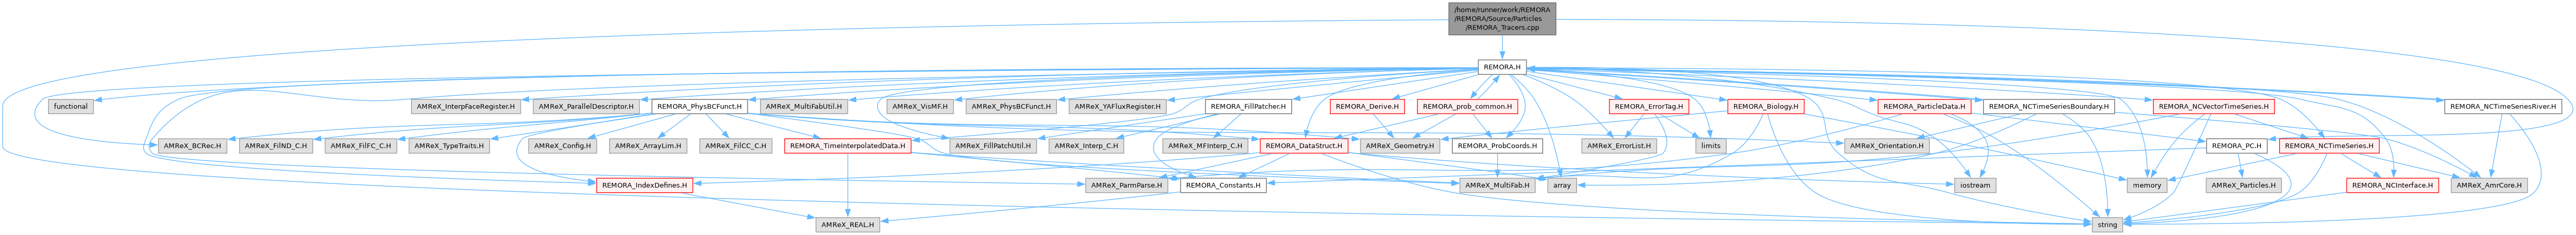 /home/runner/work/REMORA
/REMORA/Source/Particles
/REMORA_Tracers.cpp
REMORA.H
functional
AMReX_InterpFaceRegister.H
AMReX_ParallelDescriptor.H
REMORA_PhysBCFunct.H
AMReX_MultiFabUtil.H
AMReX_VisMF.H
AMReX_PhysBCFunct.H
AMReX_YAFluxRegister.H
REMORA_FillPatcher.H
REMORA_Derive.H
REMORA_prob_common.H
REMORA_ErrorTag.H
REMORA_Biology.H
REMORA_ParticleData.H
REMORA_NCTimeSeriesBoundary.H
REMORA_NCVectorTimeSeries.H
REMORA_NCTimeSeriesRiver.H
AMReX_BCRec.H
AMReX_FilND_C.H
AMReX_FilFC_C.H
AMReX_TypeTraits.H
AMReX_Config.H
AMReX_ArrayLim.H
AMReX_FilCC_C.H
REMORA_TimeInterpolatedData.H
AMReX_FillPatchUtil.H
AMReX_Interp_C.H
AMReX_MFInterp_C.H
REMORA_DataStruct.H
AMReX_Geometry.H
REMORA_ProbCoords.H
AMReX_ErrorList.H
limits
AMReX_Orientation.H
REMORA_PC.H
REMORA_NCTimeSeries.H
REMORA_IndexDefines.H
AMReX_ParmParse.H
REMORA_Constants.H
AMReX_MultiFab.H
array
iostream
memory
AMReX_Particles.H
REMORA_NCInterface.H
AMReX_AmrCore.H
AMReX_REAL.H
string